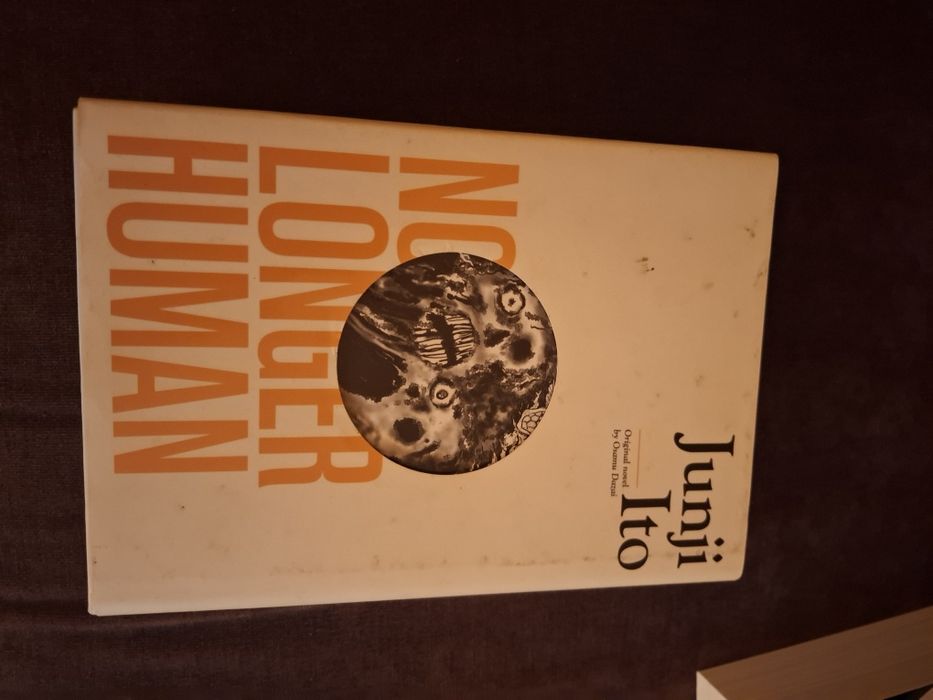 Junji
Ito
Original novel
by Osamu Dazai
NO
LONGER
HUMAN